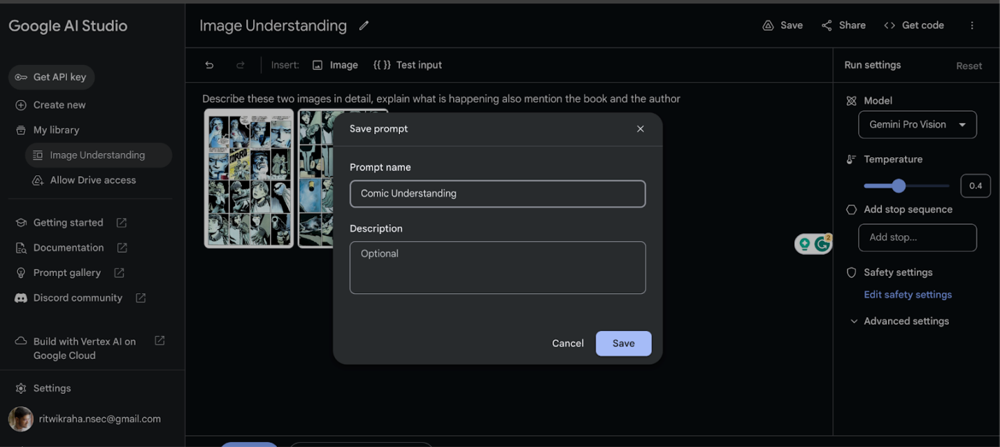 Google AI Studio
Get API key
Create new
My library
Image Understanding
Allow Drive access
Getting started
Documentation
Prompt gallery
Discord community
Build with Vertex AI on
Google Cloud
Settings
ritwikraha.nsec@gmail.com
Image Understanding
Save
Share
Get code
Insert:
Image
{{ }} Test input
Describe these two images in detail, explain what is happening also mention the book and the author
ZORRO
Save prompt
Prompt name
Comic Understanding
Description
Optional
Cancel
Save
2
Run settings
Reset
Model
Gemini Pro Vision
Temperature
0.4
Add stop sequence
Add stop...
Safety settings
Edit safety settings
Advanced settings